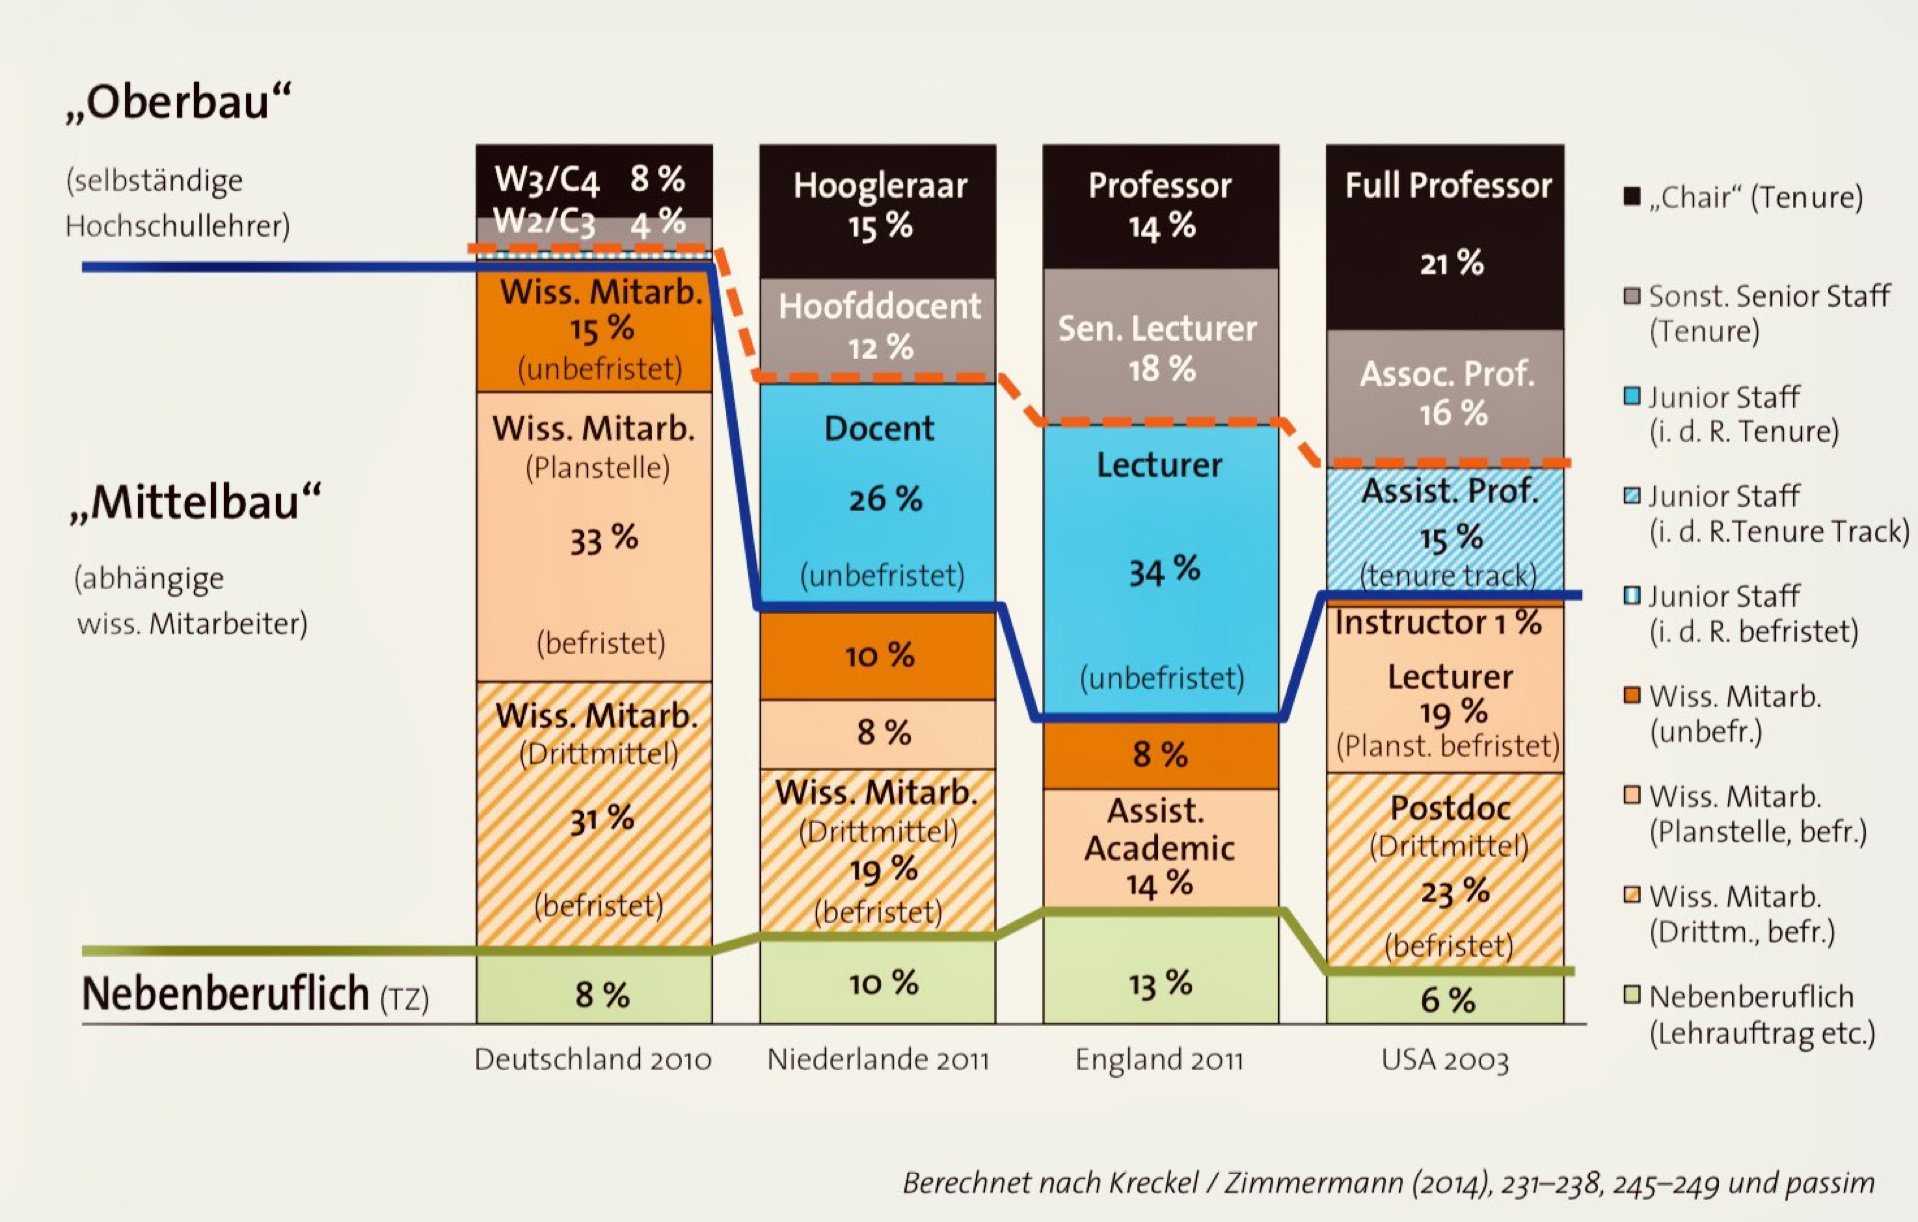 „Oberbau“
(selbständige
Hochschullehrer)
„Mittelbau“
(abhängige
wiss. Mitarbeiter)
Nebenberuflich (TZ)
W3/C4 8 %
W2/C3 4 %
Wiss. Mitarb.
15 %
(unbefristet)
Wiss. Mitarb.
(Planstelle)
33 %
(befristet)
Wiss. Mitarb.
(Drittmittel)
31 %
(befristet)
8 %
Deutschland 2010
Hoogleraar
15 %
Hoofddocent
12 %
Docent
26 %
(unbefristet)
10 %
8 %
Wiss. Mitarb.
(Drittmittel)
19 %
(befristet)
10 %
Niederlande 2011
Professor
14 %
Sen. Lecturer
18 %
Lecturer
34 %
(unbefristet)
8 %
Assist.
Academic
14 %
13 %
England 2011
Full Professor
21 %
Assoc. Prof.
16 %
Assist. Prof.
15 %
(tenure track)
Instructor 1 %
Lecturer
19 %
(Planst. befristet)
Postdoc
(Drittmittel)
23 %
(befristet)
6 %
USA 2003
„Chair“ (Tenure)
Sonst. Senior Staff
(Tenure)
Junior Staff
(i. d. R. Tenure)
Junior Staff
(i. d. R.Tenure Track)
Junior Staff
(i. d. R. befristet)
Wiss. Mitarb.
(unbefr.)
Wiss. Mitarb.
(Planstelle, befr.)
Wiss. Mitarb.
(Drittm., befr.)
Nebenberuflich
(Lehrauftrag etc.)
Berechnet nach Kreckel / Zimmermann (2014), 231–238, 245–249 und passim